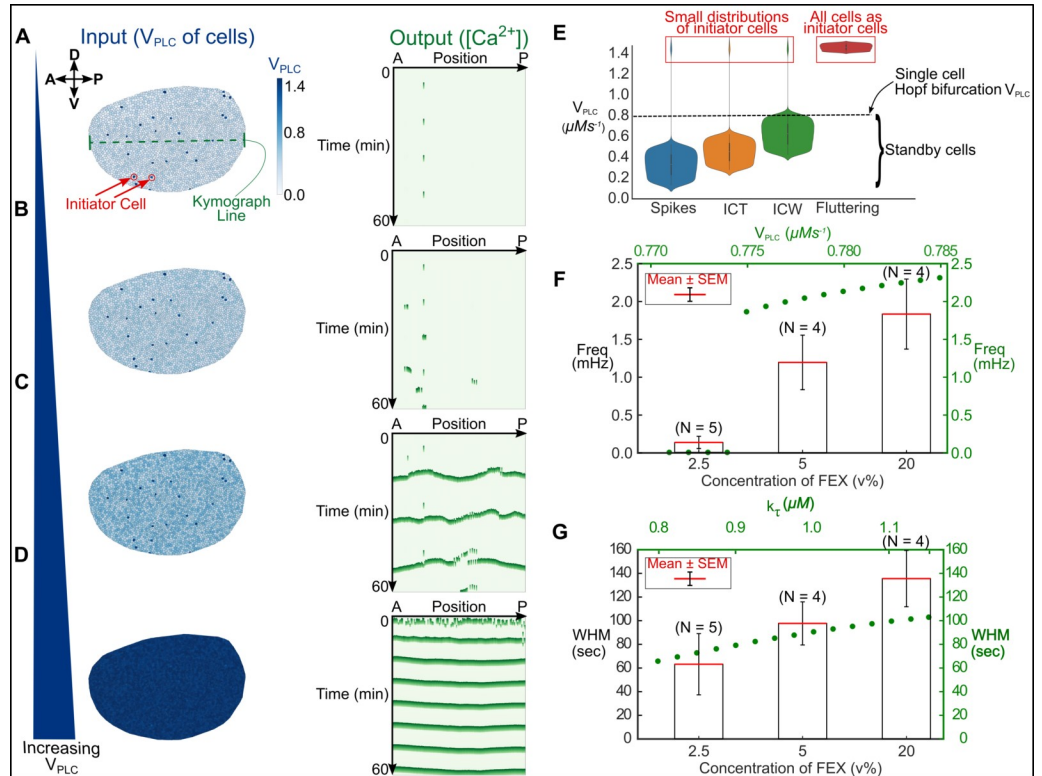 A
Input (V_PLC of cells)
D
A P
V
V_PLC
1.4
0.8
0.0
Initiator Cell
Kymograph
Line
Output ([Ca²⁺])
A Position P
0
Time (min)
60
B
A Position P
0
Time (min)
60
C
A Position P
0
Time (min)
60
D
A Position P
0
Time (min)
60
Increasing
V_PLC
E
Small distributions
of initiator cells
All cells as
initiator cells
1.4
1.2
1.0
0.8
0.6
0.4
0.2
0.0
V_PLC
(μMs⁻¹)
Single cell
Hopf bifurcation V_PLC
Standby cells
Spikes ICT ICW Fluttering
F
V_PLC (μMs⁻¹)
0.770 0.775 0.780 0.785
Mean ± SEM
2.5 2.5
2.0 2.0
1.5 1.5
1.0 1.0
0.5 0.5
0.0 0.0
Freq
(mHz)
Freq
(mHz)
(N = 5)
(N = 4)
(N = 4)
2.5 5 20
Concentration of FEX (v%)
G
k_τ (μM)
0.8 0.9 1.0 1.1
Mean ± SEM
160 160
140 140
120 120
100 100
80 80
60 60
40 40
20 20
0 0
WHM
(sec)
WHM
(sec)
(N = 5)
(N = 4)
(N = 4)
2.5 5 20
Concentration of FEX (v%)